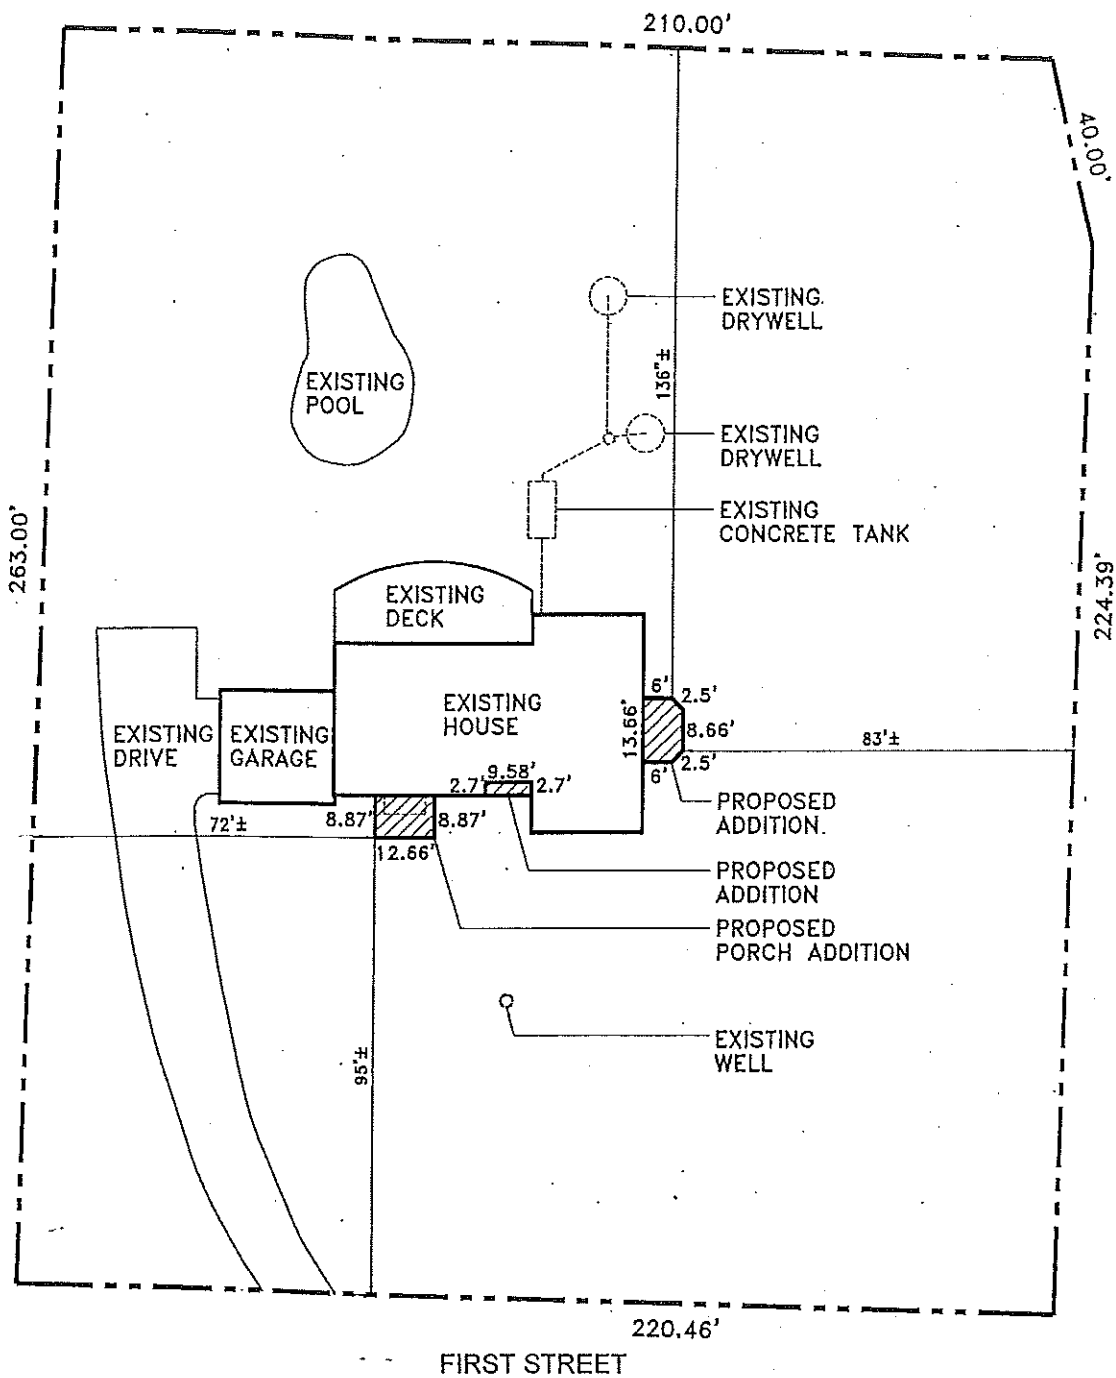 210.00'
40.00'
EXISTING.
DRYWELL
136"±
EXISTING
POOL
EXISTING
DRYWELL
EXISTING
CONCRETE TANK
263.00'
224.39'
EXISTING
DECK
6'
2.5'
EXISTING
HOUSE
13.66'
8.66'
83'±
EXISTING
DRIVE
EXISTING
GARAGE
9.58'
2.7'
2.7'
6'
2.5'
PROPOSED
ADDITION.
72'±
8.87'
8.87'
12.66'
PROPOSED
ADDITION
PROPOSED
PORCH ADDITION
EXISTING
WELL
95'±
220.46'
FIRST STREET